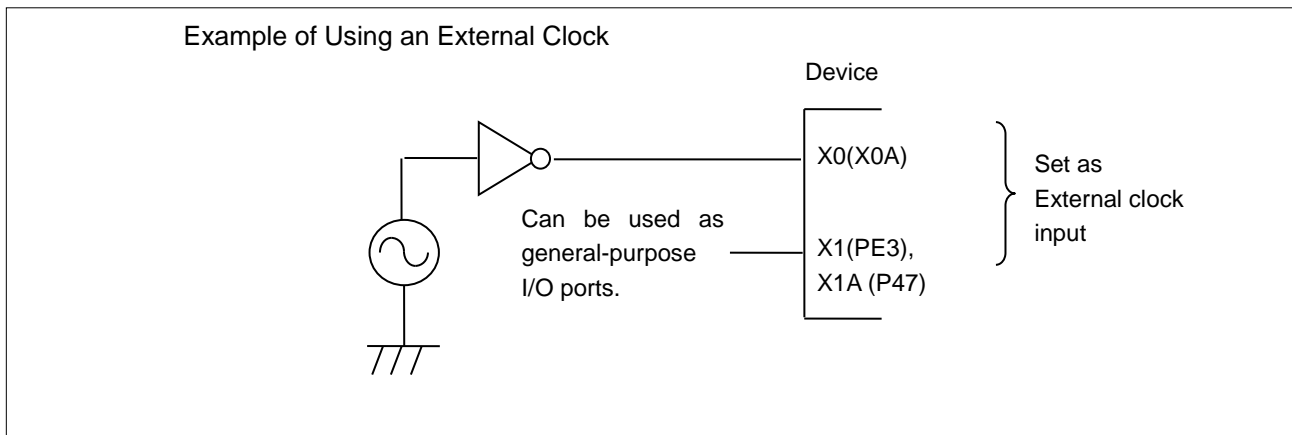 Example of Using an External Clock
Device
X0(X0A)
Set as
External clock
input
Can be used as
general-purpose
I/O ports.
X1(PE3),
X1A (P47)